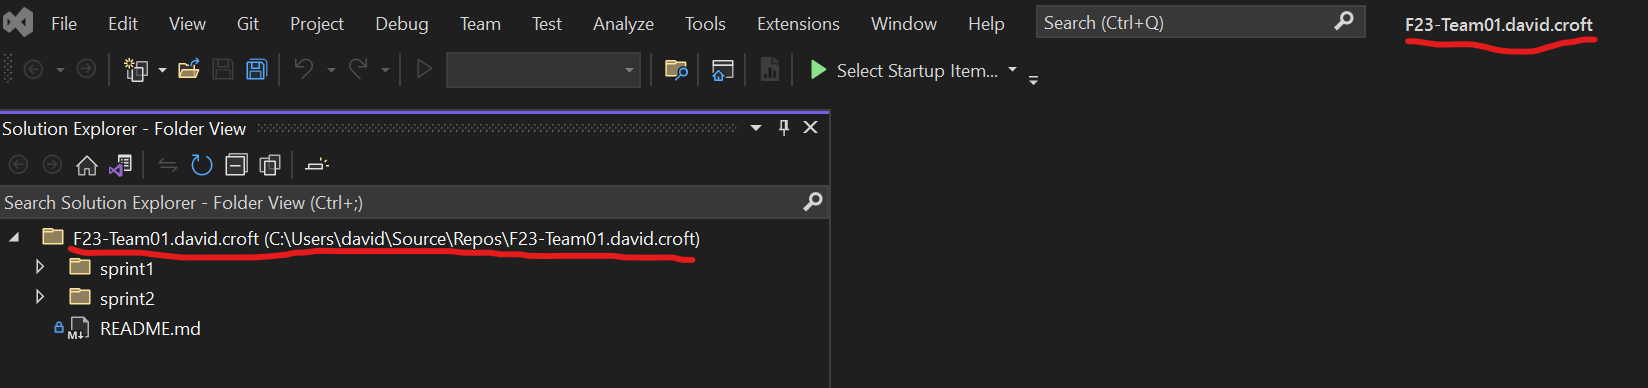 File Edit View Git Project Debug Team Test Analyze Tools Extensions Window Help Search (Ctrl+Q) F23-Team01.david.croft
Select Startup Item...
Solution Explorer - Folder View
Search Solution Explorer - Folder View (Ctrl+;)
F23-Team01.david.croft (C:\Users\david\Source\Repos\F23-Team01.david.croft)
sprint1
sprint2
M↓ README.md